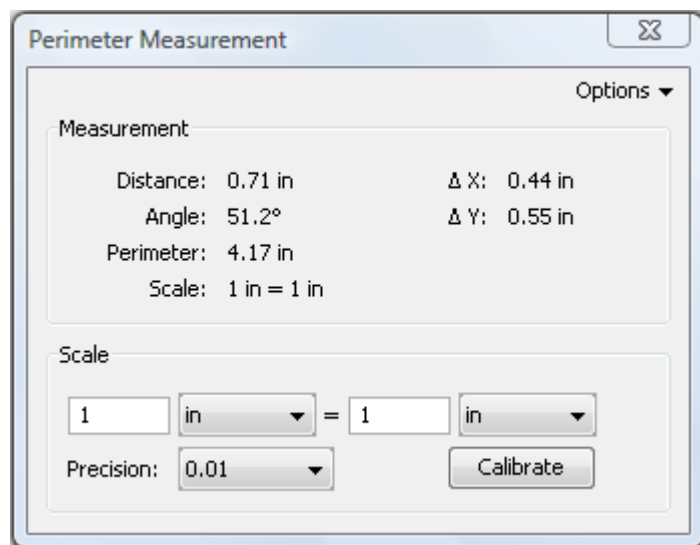 Perimeter Measurement
Options
Measurement
Distance: 0.71 in Δ X: 0.44 in
Angle: 51.2° Δ Y: 0.55 in
Perimeter: 4.17 in
Scale: 1 in = 1 in
Scale
1 in = 1 in
Precision: 0.01 Calibrate